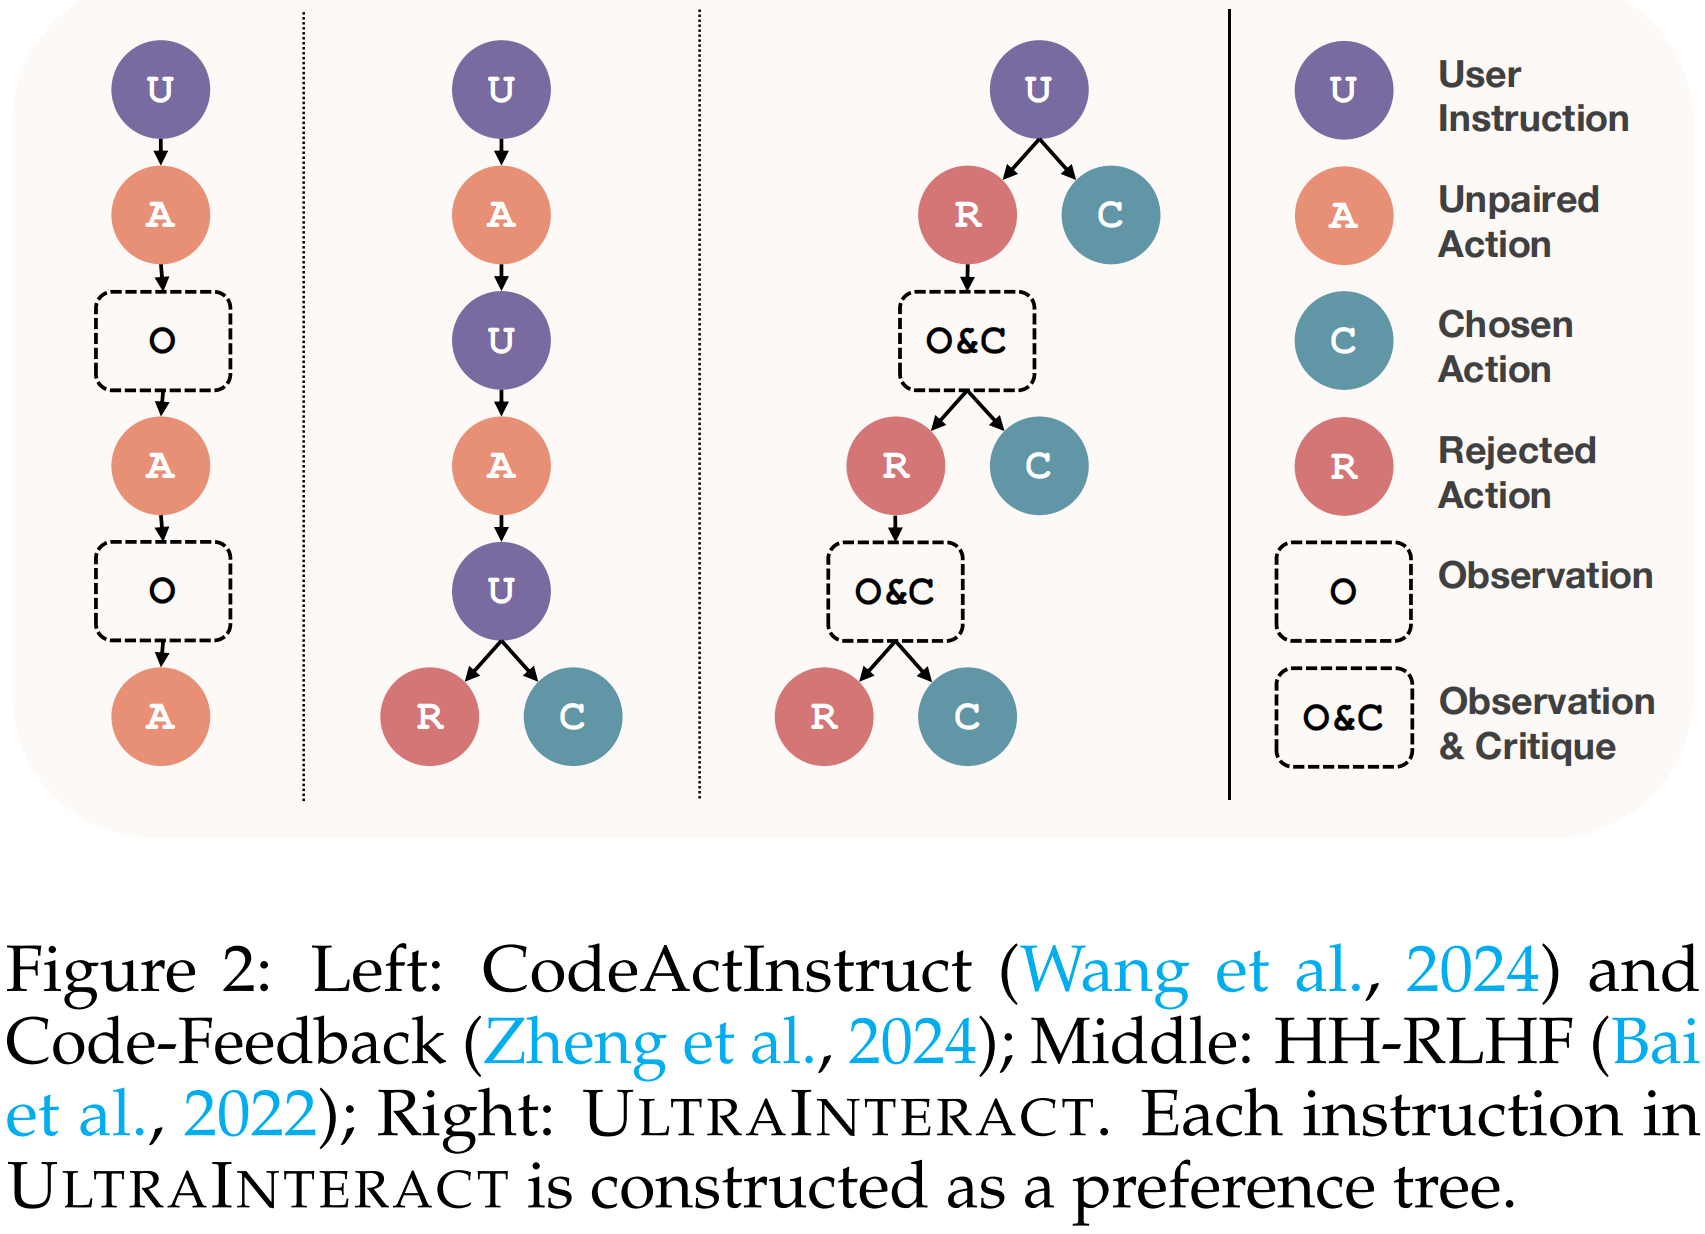 U
A
O
A
O
A
U
A
U
A
U
R C
U
R C
O&C
R C
O&C
R C
U User
Instruction
A Unpaired
Action
C Chosen
Action
R Rejected
Action
O Observation
O&C Observation
& Critique
Figure 2: Left: CodeActInstruct (Wang et al., 2024) and
Code-Feedback (Zheng et al., 2024); Middle: HH-RLHF (Bai
et al., 2022); Right: ULTRAINTERACT. Each instruction in
ULTRAINTERACT is constructed as a preference tree.